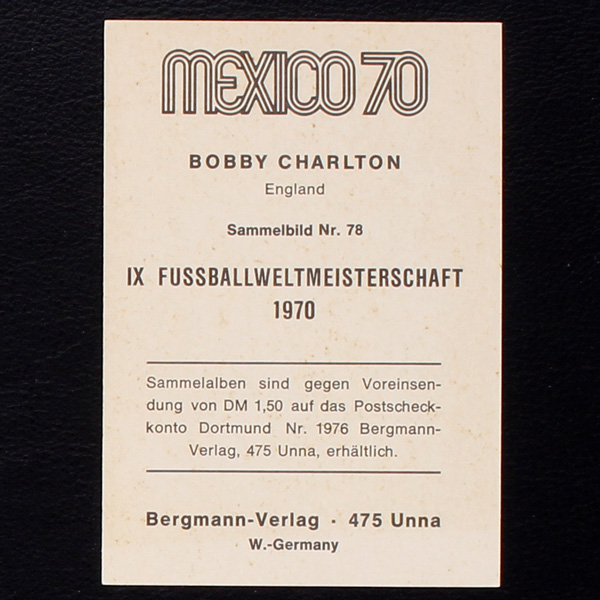 MEXICO 70
BOBBY CHARLTON
England
Sammelbild Nr. 78
IX FUSSBALLWELTMEISTERSCHAFT
1970
Sammelalben sind gegen Voreinsen-
dung von DM 1,50 auf das Postscheck-
konto Dortmund Nr. 1976 Bergmann-
Verlag, 475 Unna, erhältlich.
Bergmann-Verlag · 475 Unna
W.-Germany